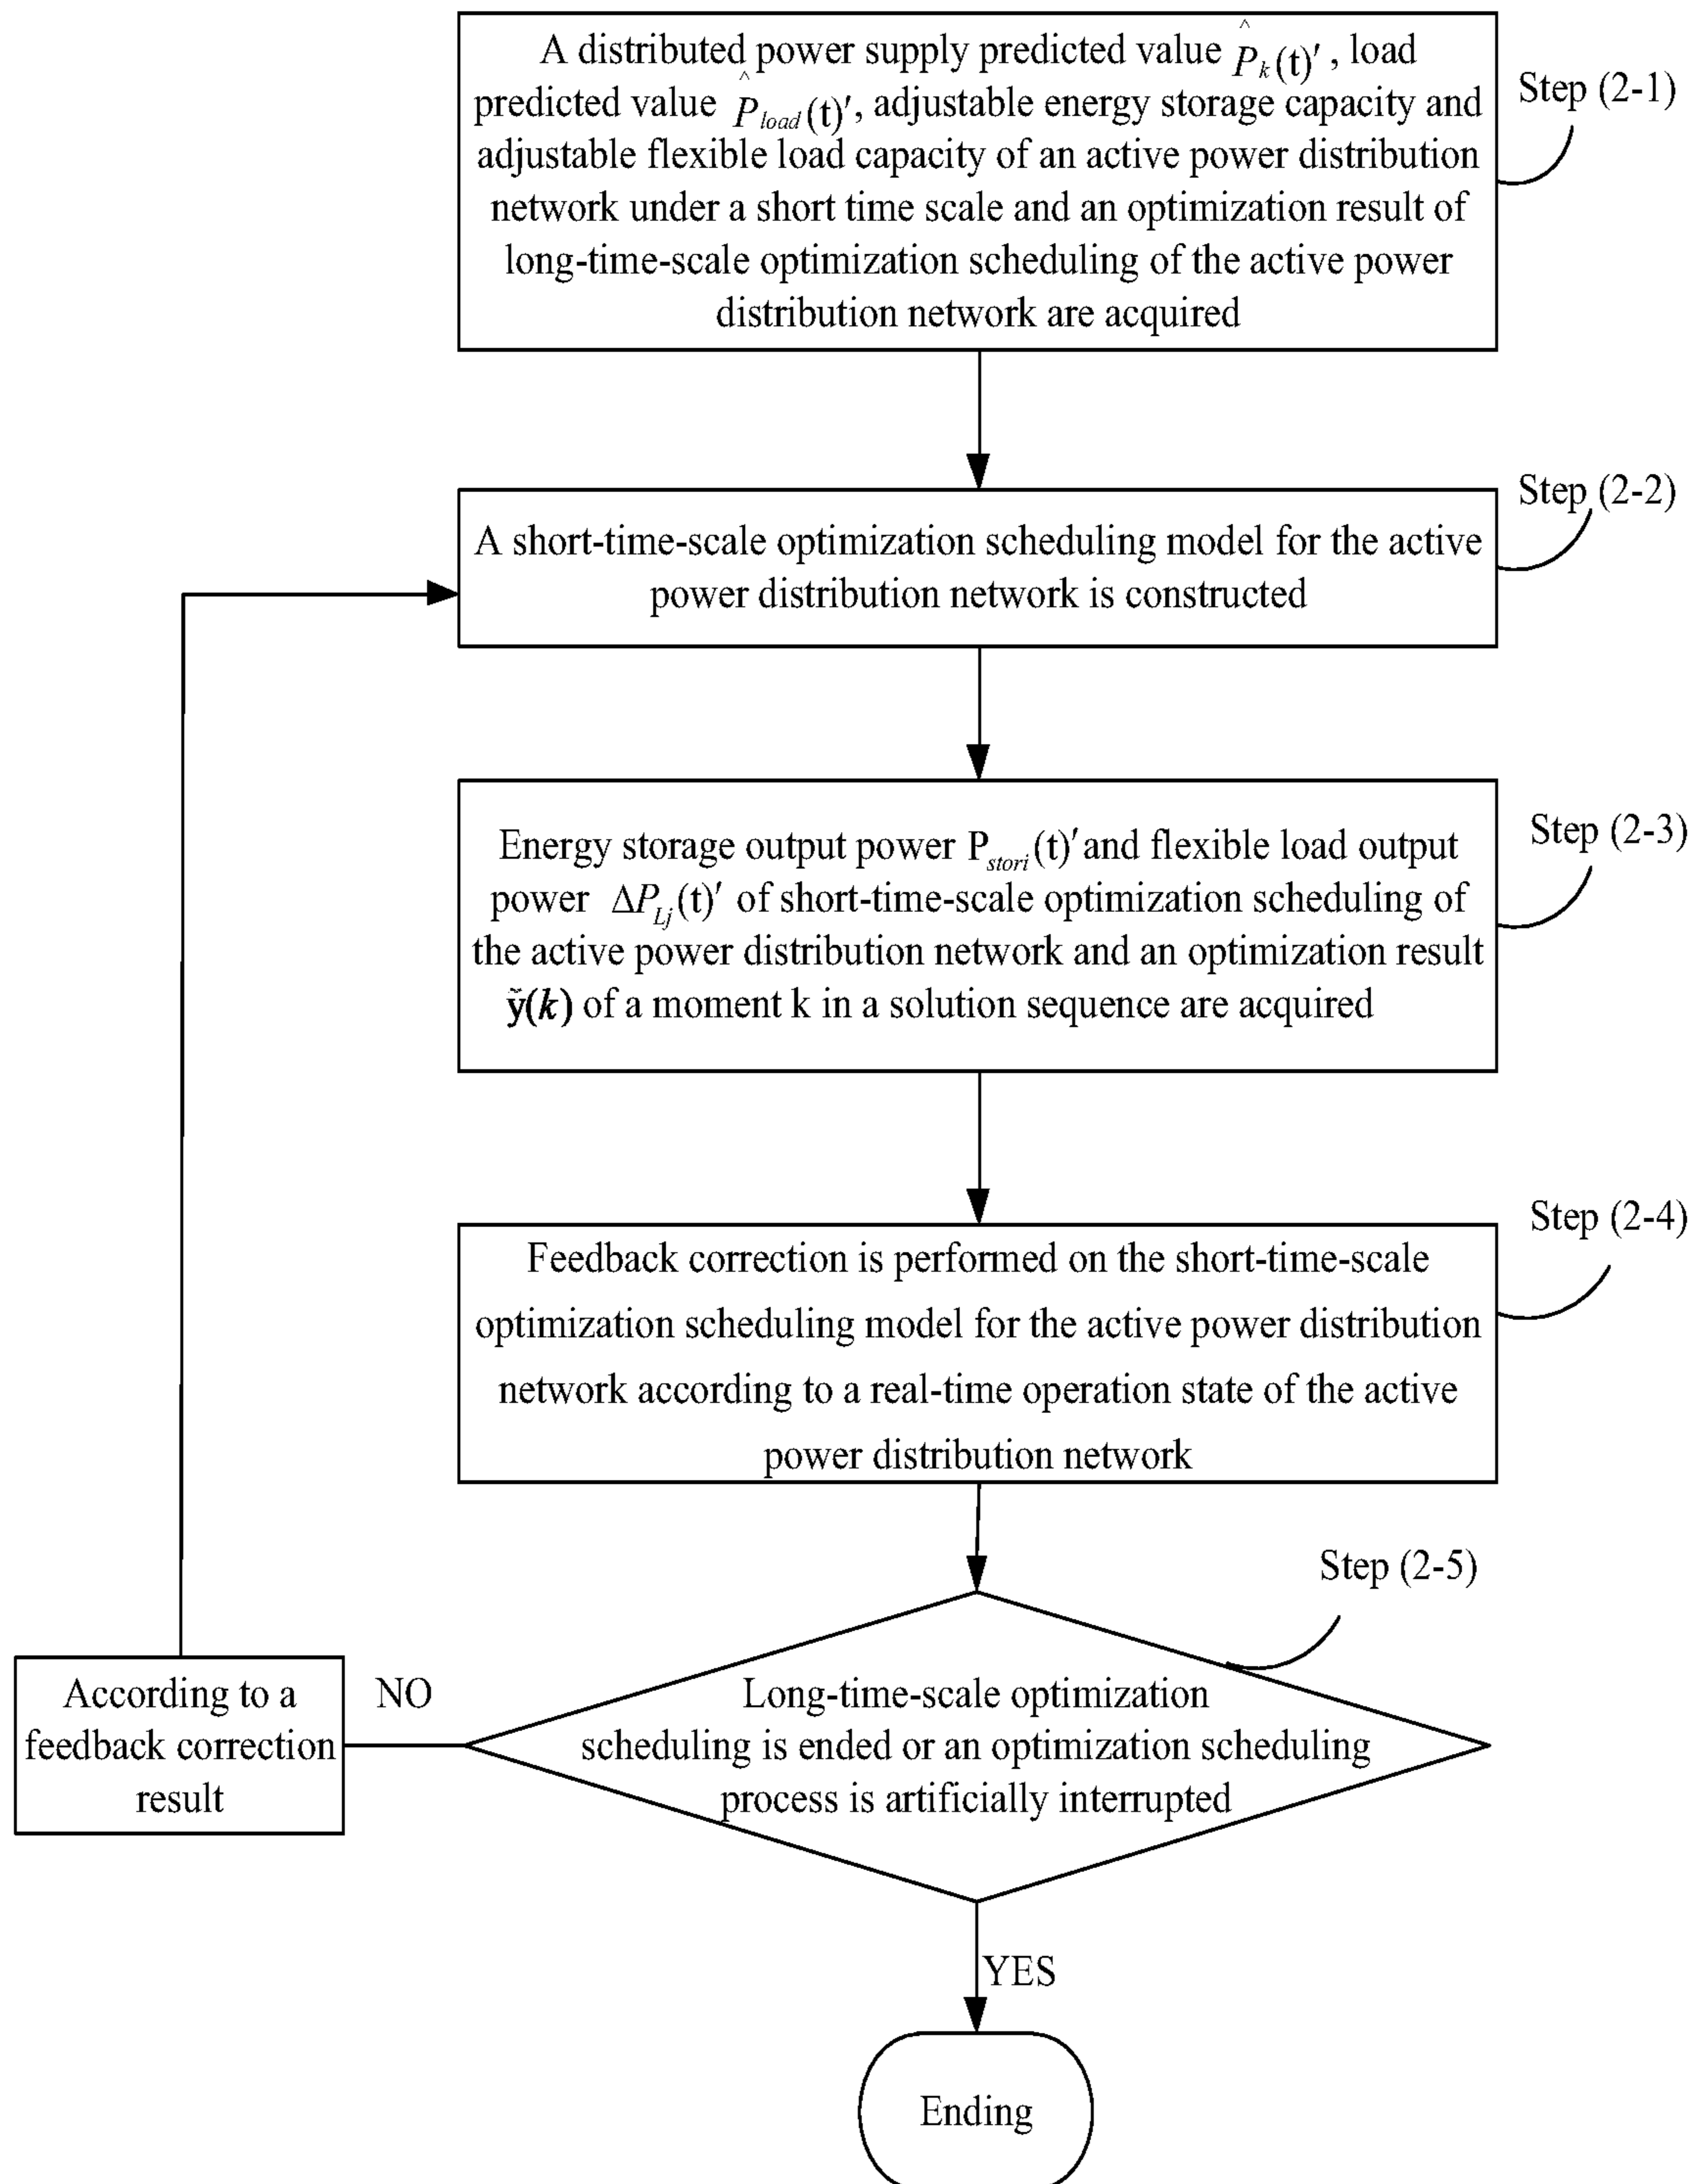 A distributed power supply predicted value P̂ₖ(t)′ , load
predicted value P̂_load(t)′, adjustable energy storage capacity and
adjustable flexible load capacity of an active power distribution
network under a short time scale and an optimization result of
long-time-scale optimization scheduling of the active power
distribution network are acquired
Step (2-1)
A short-time-scale optimization scheduling model for the active
power distribution network is constructed
Step (2-2)
Energy storage output power P_stori(t)′ and flexible load output
power ΔP_Lj(t)′ of short-time-scale optimization scheduling of
the active power distribution network and an optimization result
ỹ(k) of a moment k in a solution sequence are acquired
Step (2-3)
Feedback correction is performed on the short-time-scale
optimization scheduling model for the active power distribution
network according to a real-time operation state of the active
power distribution network
Step (2-4)
Step (2-5)
Long-time-scale optimization
scheduling is ended or an optimization scheduling
process is artificially interrupted
NO
According to a
feedback correction
result
YES
Ending